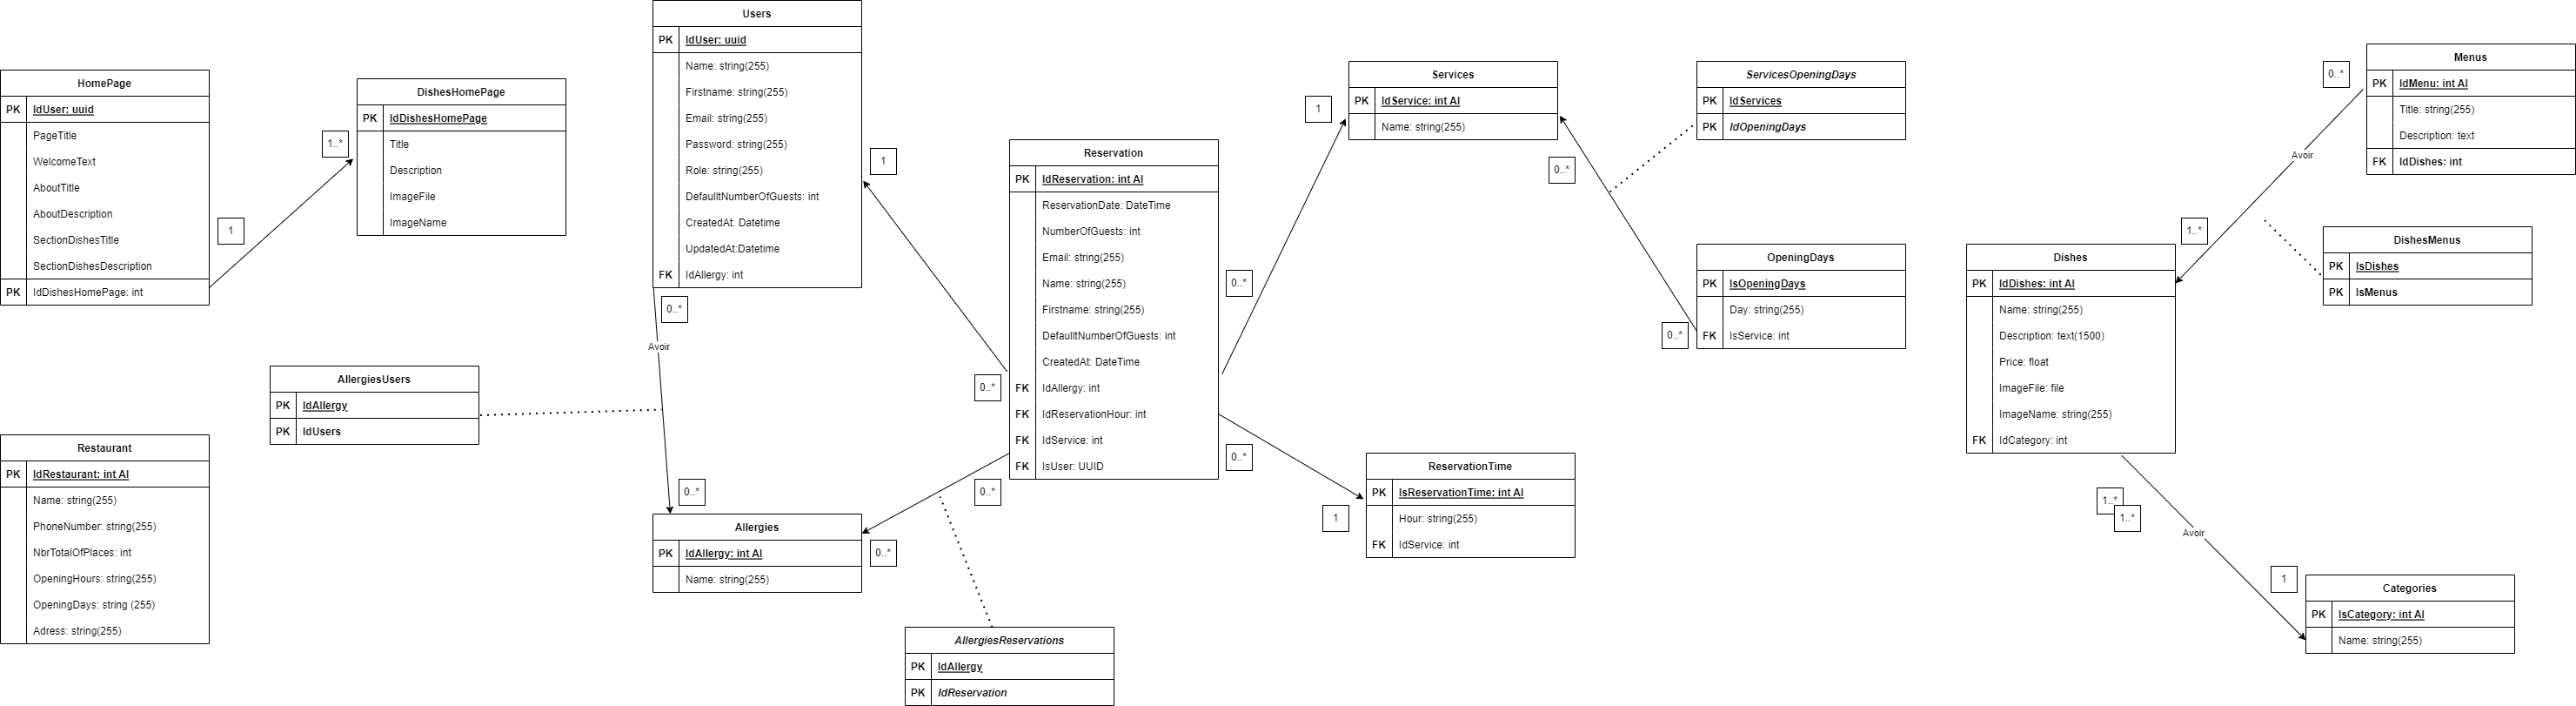 HomePage
PK IdUser: uuid
PageTitle
WelcomeText
AboutTitle
AboutDescription
SectionDishesTitle
SectionDishesDescription
PK IdDishesHomePage: int
1
1..*
DishesHomePage
PK IdDishesHomePage
Title
Description
ImageFile
ImageName
Users
PK IdUser: uuid
Name: string(255)
Firstname: string(255)
Email: string(255)
Password: string(255)
Role: string(255)
DefaulltNumberOfGuests: int
CreatedAt: Datetime
UpdatedAt:Datetime
FK IdAllergy: int
0..*
Avoir
0..*
1
AllergiesUsers
PK IdAllergy
PK IdUsers
Restaurant
PK IdRestaurant: int AI
Name: string(255)
PhoneNumber: string(255)
NbrTotalOfPlaces: int
OpeningHours: string(255)
OpeningDays: string (255)
Adress: string(255)
Allergies
PK IdAllergy: int AI
Name: string(255)
0..*
Reservation
PK IdReservation: int AI
ReservationDate: DateTime
NumberOfGuests: int
Email: string(255)
Name: string(255)
Firstname: string(255)
DefaulltNumberOfGuests: int
CreatedAt: DateTime
FK IdAllergy: int
FK IdReservationHour: int
FK IdService: int
FK IsUser: UUID
0..*
0..*
0..*
0..*
AllergiesReservations
PK IdAllergy
PK IdReservation
1
Services
PK IdService: int AI
Name: string(255)
0..*
ServicesOpeningDays
PK IdServices
PK IdOpeningDays
OpeningDays
PK IsOpeningDays
Day: string(255)
FK IsService: int
0..*
ReservationTime
PK IsReservationTime: int AI
Hour: string(255)
FK IdService: int
1
Menus
PK IdMenu: int AI
Title: string(255)
Description: text
FK IdDishes: int
0..*
Avoir
1..*
DishesMenus
PK IsDishes
PK IsMenus
Dishes
PK IdDishes: int AI
Name: string(255)
Description: text(1500)
Price: float
ImageFile: file
ImageName: string(255)
FK IdCategory: int
1..*
1..*
Avoir
1
Categories
PK IsCategory: int AI
Name: string(255)